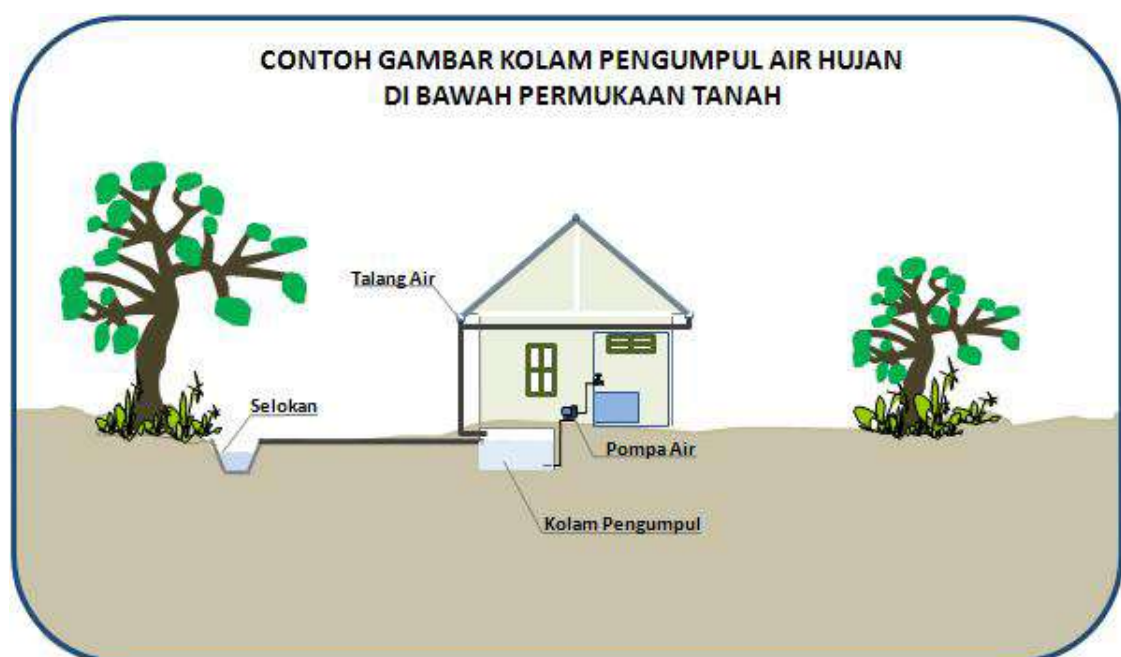 CONTOH GAMBAR KOLAM PENGUMPUL AIR HUJAN
DI BAWAH PERMUKAAN TANAH
Talang Air
Selokan
Pompa Air
Kolam Pengumpul